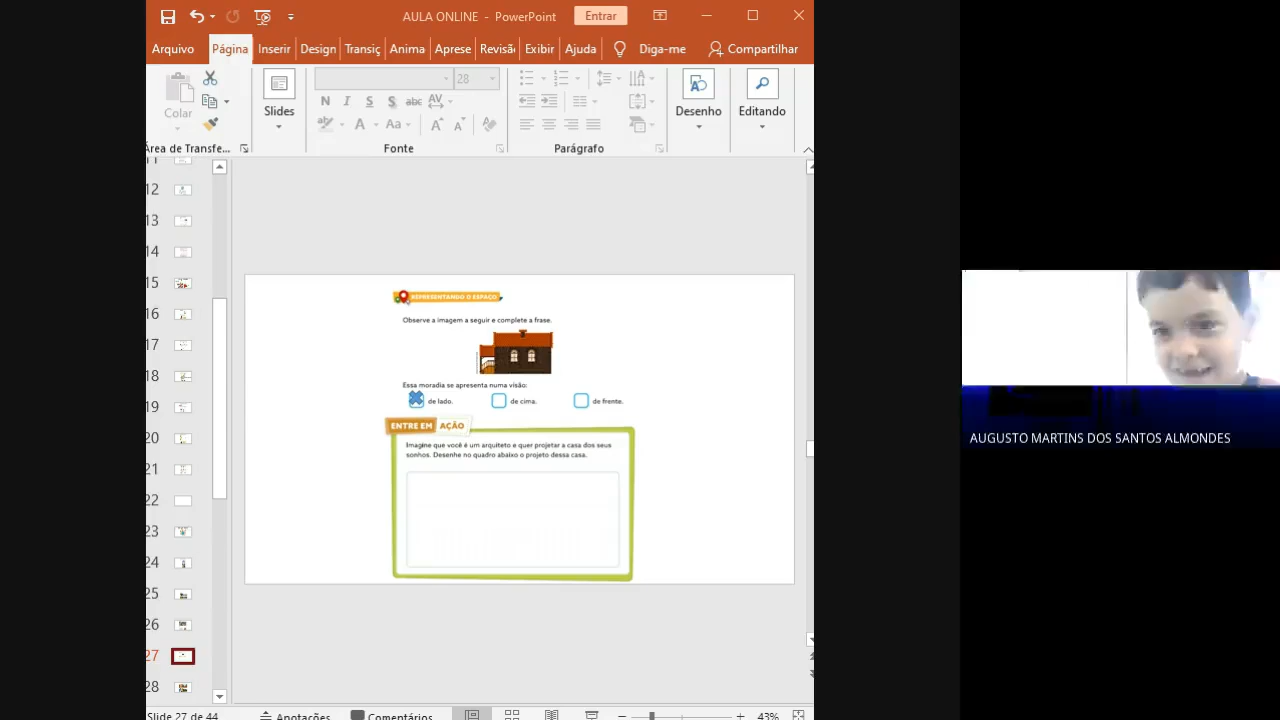 AULA ONLINE - PowerPoint
Entrar
Arquivo
Página
Inserir
Design
Transiç
Anima
Aprese
Revisã
Exibir
Ajuda
Diga-me
Compartilhar
Colar
Slides
28
N I S S abc AV
A Aa A A
Desenho
Editando
Área de Transfe...
Fonte
Parágrafo
11
12
13
14
15
16
17
18
19
20
21
22
23
24
25
26
27
28
REPRESENTANDO O ESPAÇO
Observe a imagem a seguir e complete a frase.
Essa moradia se apresenta numa visão:
de lado.
de cima.
de frente.
ENTRE EM AÇÃO
Imagine que você é um arquiteto e quer projetar a casa dos seus
sonhos. Desenhe no quadro abaixo o projeto dessa casa.
AUGUSTO MARTINS DOS SANTOS ALMONDES
Slide 27 de 44
Anotações
Comentários
43%